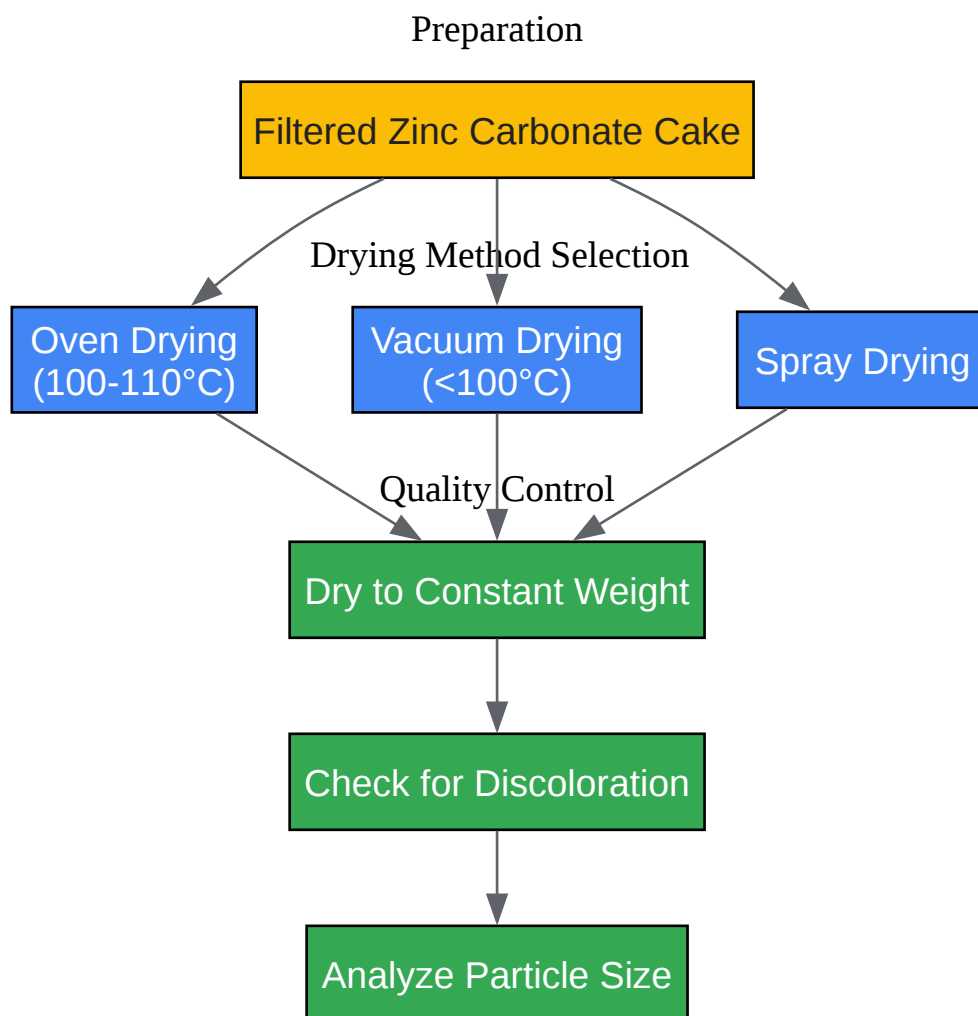 Preparation
Filtered Zinc Carbonate Cake
Drying Method Selection
Oven Drying
(100-110°C)
Vacuum Drying
(<100°C)
Spray Drying
Quality Control
Dry to Constant Weight
Check for Discoloration
Analyze Particle Size